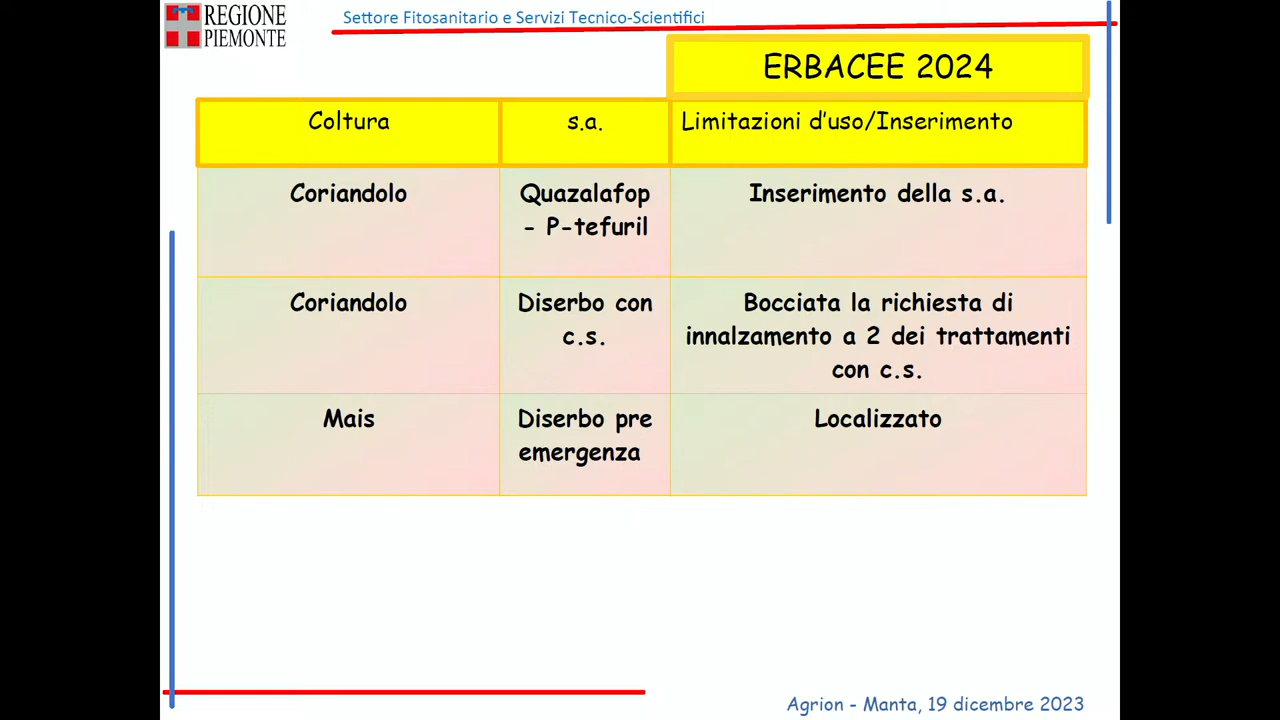 REGIONE
PIEMONTE
Settore Fitosanitario e Servizi Tecnico-Scientifici
ERBACEE 2024
Coltura
s.a.
Limitazioni d'uso/Inserimento
Coriandolo
Quazalafop
- P-tefuril
Inserimento della s.a.
Coriandolo
Diserbo con
c.s.
Bocciata la richiesta di
innalzamento a 2 dei trattamenti
con c.s.
Mais
Diserbo pre
emergenza
Localizzato
Agrion - Manta, 19 dicembre 2023